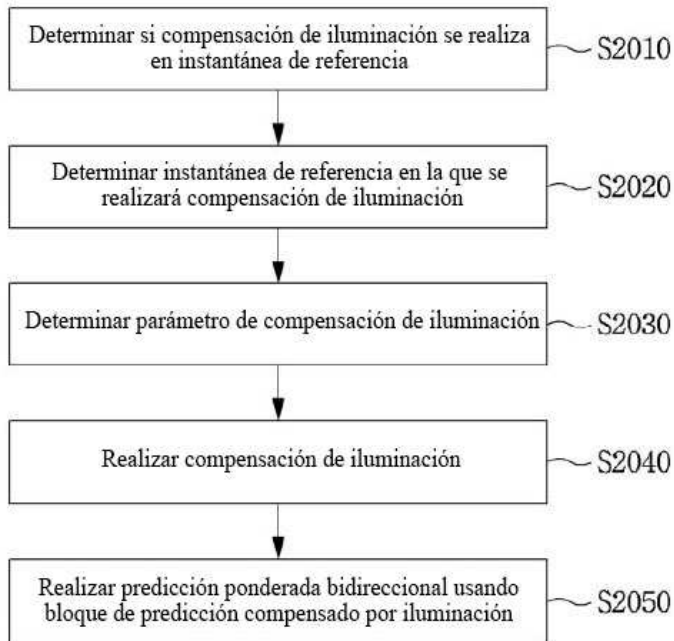 Determinar si compensación de iluminación se realiza
en instantánea de referencia
S2010
Determinar instantánea de referencia en la que se
realizará compensación de iluminación
S2020
Determinar parámetro de compensación de iluminación
S2030
Realizar compensación de iluminación
S2040
Realizar predicción ponderada bidireccional usando
bloque de predicción compensado por iluminación
S2050